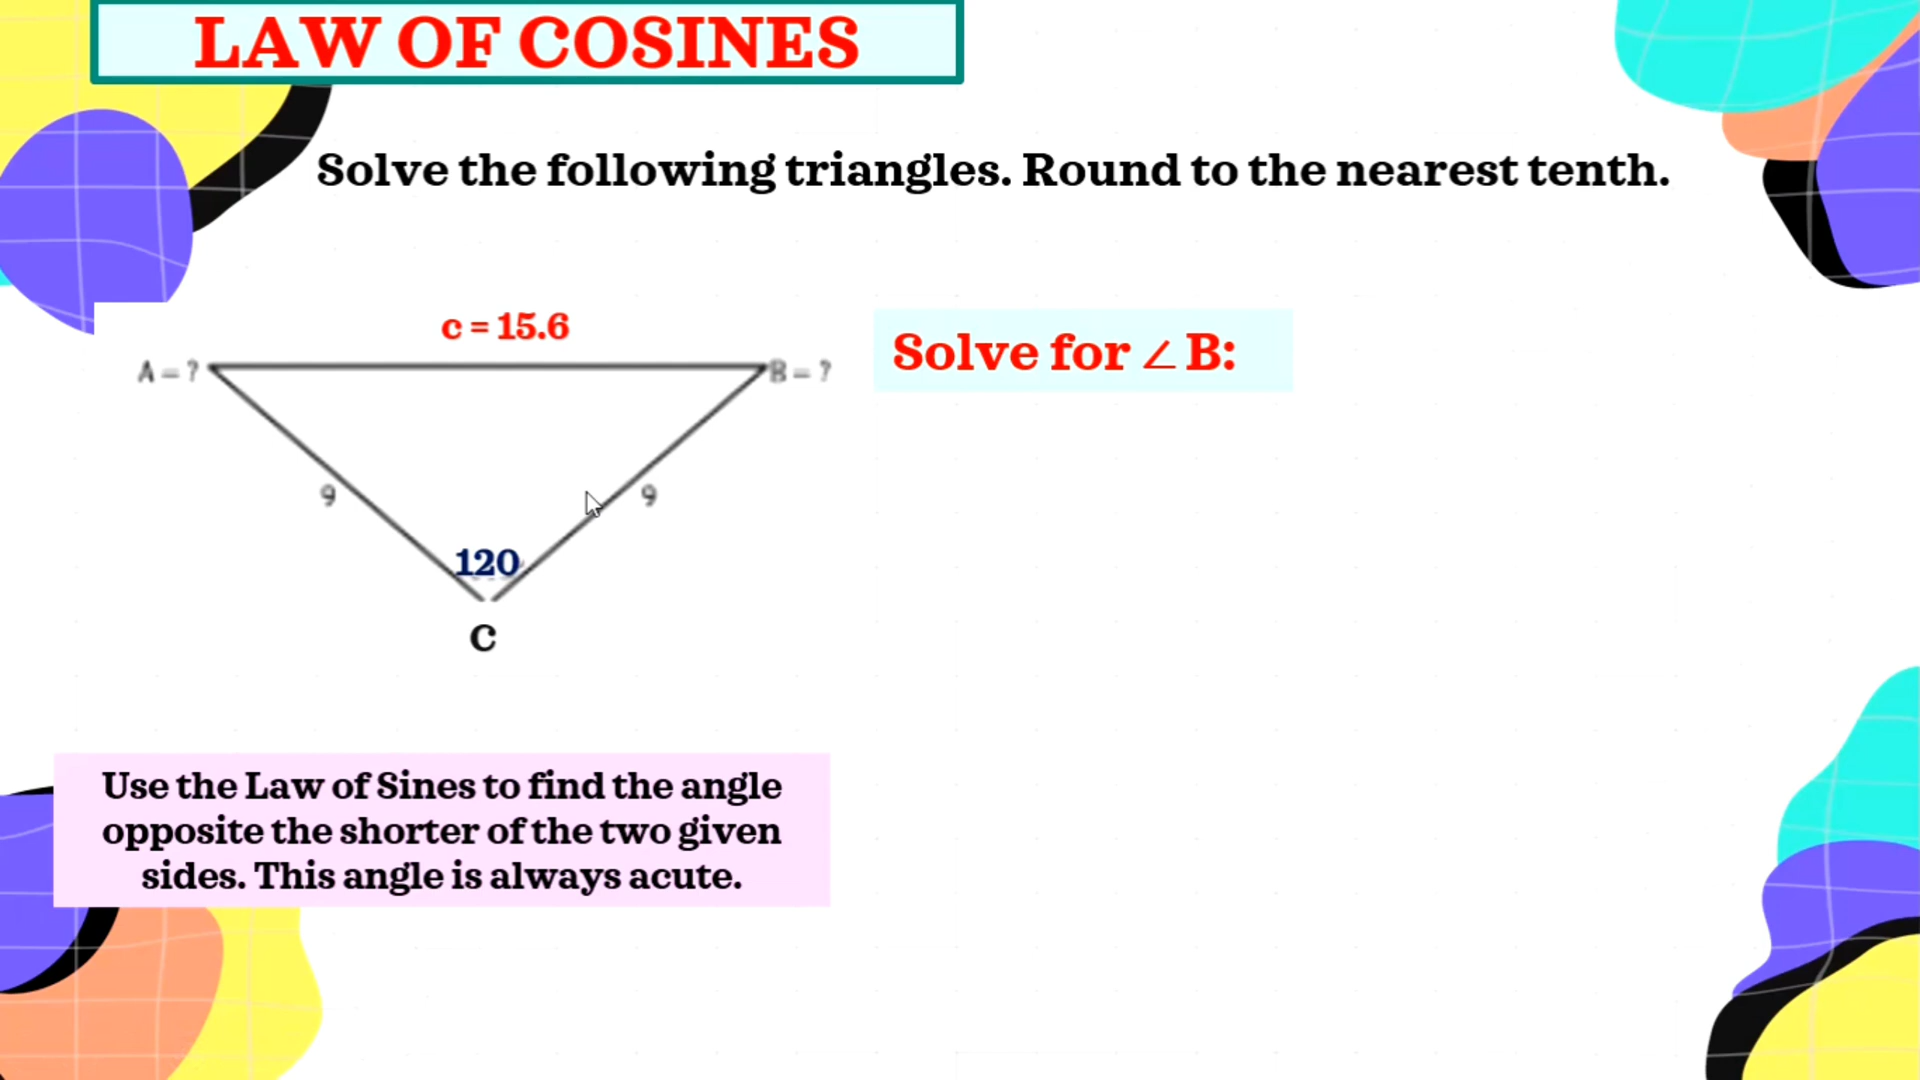 LAW OF COSINES
Solve the following triangles. Round to the nearest tenth.
c = 15.6
A = ?
B = ?
Solve for ∠B:
9
9
120
C
Use the Law of Sines to find the angle
opposite the shorter of the two given
sides. This angle is always acute.